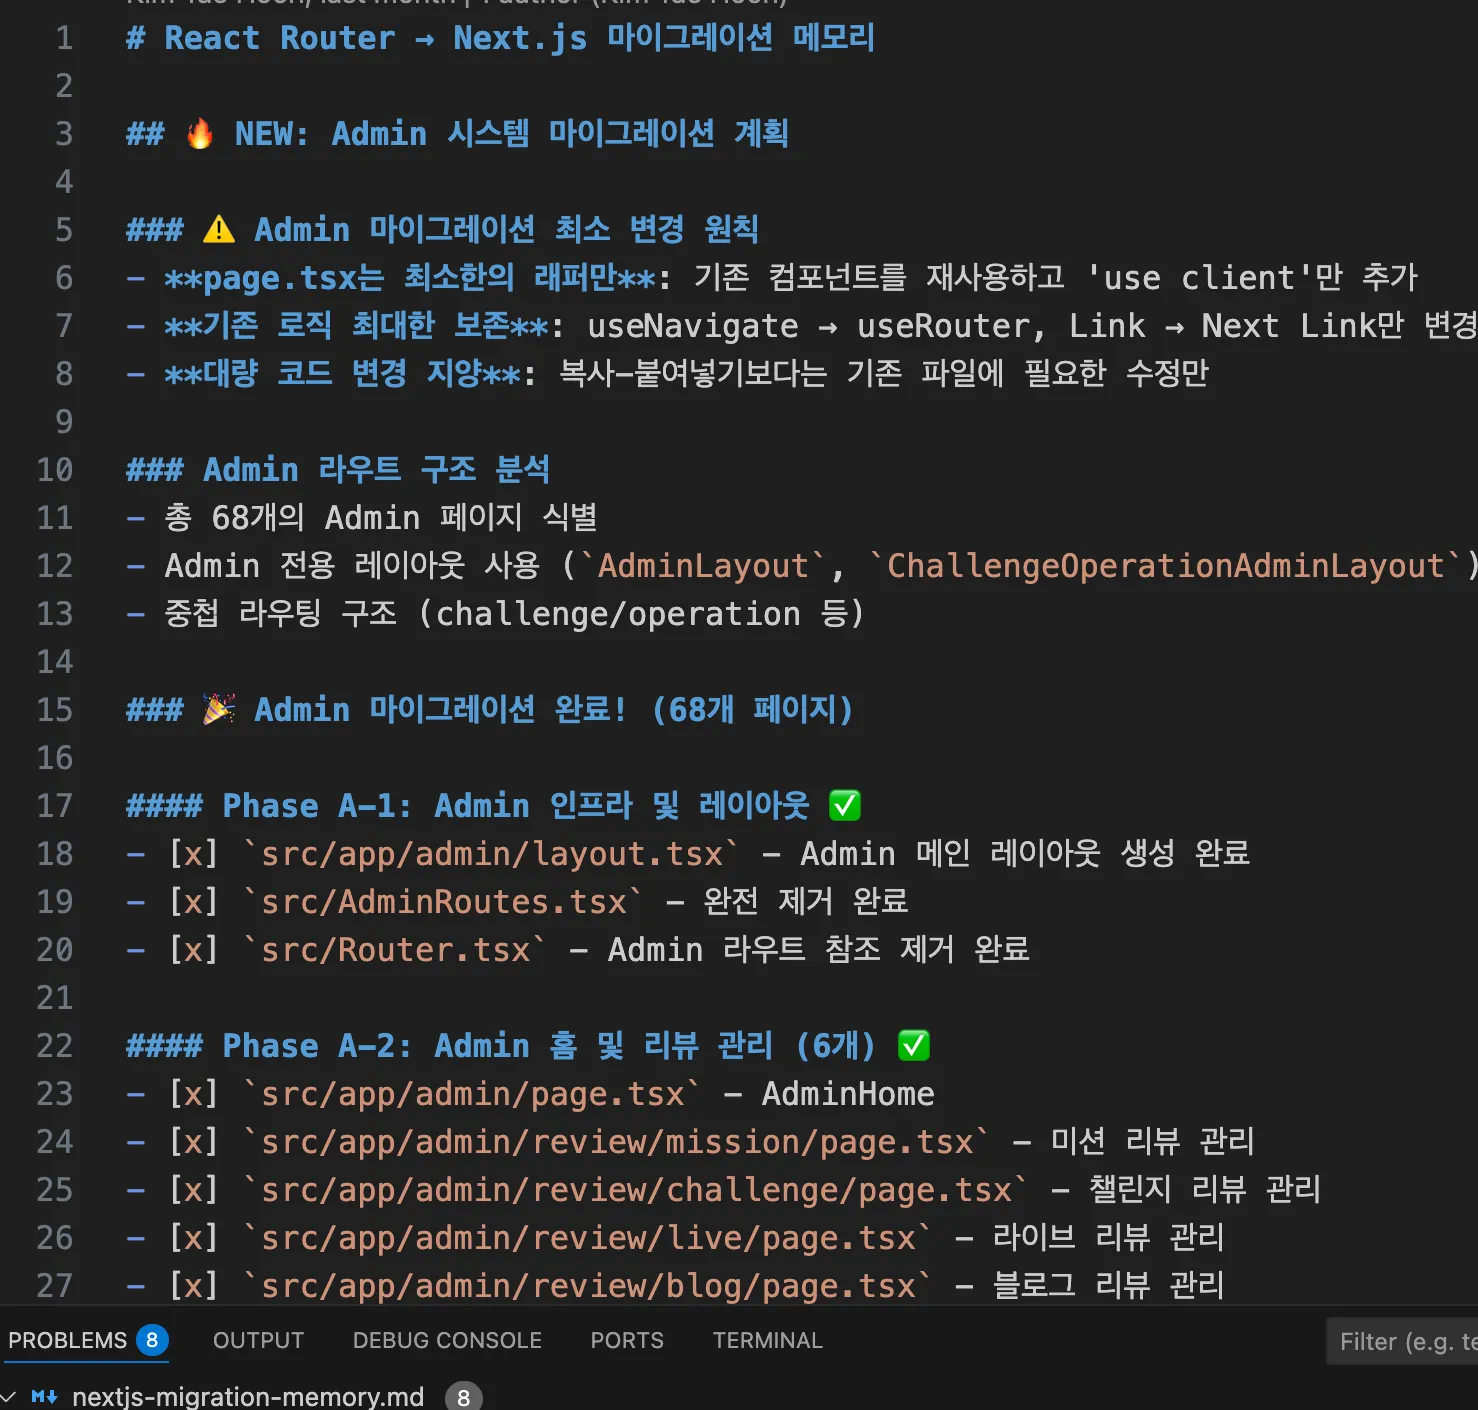 1 # React Router → Next.js 마이그레이션 메모리
2
3 ## 🔥 NEW: Admin 시스템 마이그레이션 계획
4
5 ### ⚠️ Admin 마이그레이션 최소 변경 원칙
6 - **page.tsx는 최소한의 래퍼만**: 기존 컴포넌트를 재사용하고 'use client'만 추가
7 - **기존 로직 최대한 보존**: useNavigate → useRouter, Link → Next Link만 변경
8 - **대량 코드 변경 지양**: 복사-붙여넣기보다는 기존 파일에 필요한 수정만
9
10 ### Admin 라우트 구조 분석
11 - 총 68개의 Admin 페이지 식별
12 - Admin 전용 레이아웃 사용 (`AdminLayout`, `ChallengeOperationAdminLayout`)
13 - 중첩 라우팅 구조 (challenge/operation 등)
14
15 ### 🎉 Admin 마이그레이션 완료! (68개 페이지)
16
17 #### Phase A-1: Admin 인프라 및 레이아웃 ✅
18 - [x] `src/app/admin/layout.tsx` - Admin 메인 레이아웃 생성 완료
19 - [x] `src/AdminRoutes.tsx` - 완전 제거 완료
20 - [x] `src/Router.tsx` - Admin 라우트 참조 제거 완료
21
22 #### Phase A-2: Admin 홈 및 리뷰 관리 (6개) ✅
23 - [x] `src/app/admin/page.tsx` - AdminHome
24 - [x] `src/app/admin/review/mission/page.tsx` - 미션 리뷰 관리
25 - [x] `src/app/admin/review/challenge/page.tsx` - 챌린지 리뷰 관리
26 - [x] `src/app/admin/review/live/page.tsx` - 라이브 리뷰 관리
27 - [x] `src/app/admin/review/blog/page.tsx` - 블로그 리뷰 관리
PROBLEMS 8 OUTPUT DEBUG CONSOLE PORTS TERMINAL Filter (e.g. te
nextjs-migration-memory.md 8